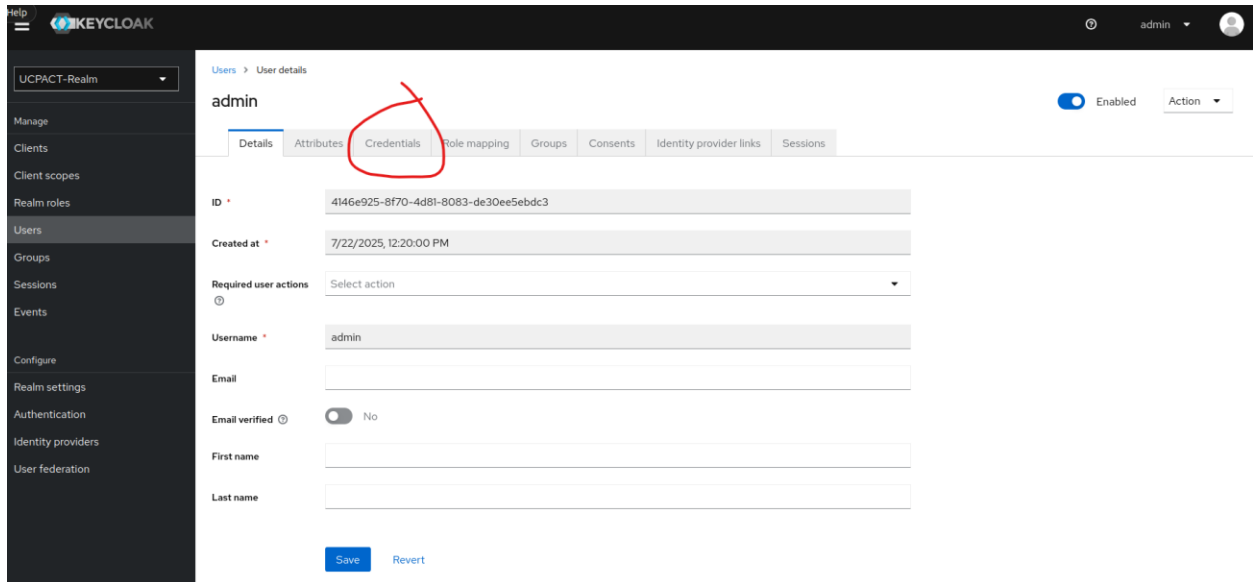 Help
KEYCLOAK
admin
UCPACT-Realm
Manage
Clients
Client scopes
Realm roles
Users
Groups
Sessions
Events
Configure
Realm settings
Authentication
Identity providers
User federation
Users > User details
admin
Enabled
Action
Details Attributes Credentials Role mapping Groups Consents Identity provider links Sessions
ID * 4146e925-8f70-4d81-8083-de30ee5ebdc3
Created at * 7/22/2025, 12:20:00 PM
Required user actions Select action
Username * admin
Email
Email verified No
First name
Last name
Save Revert